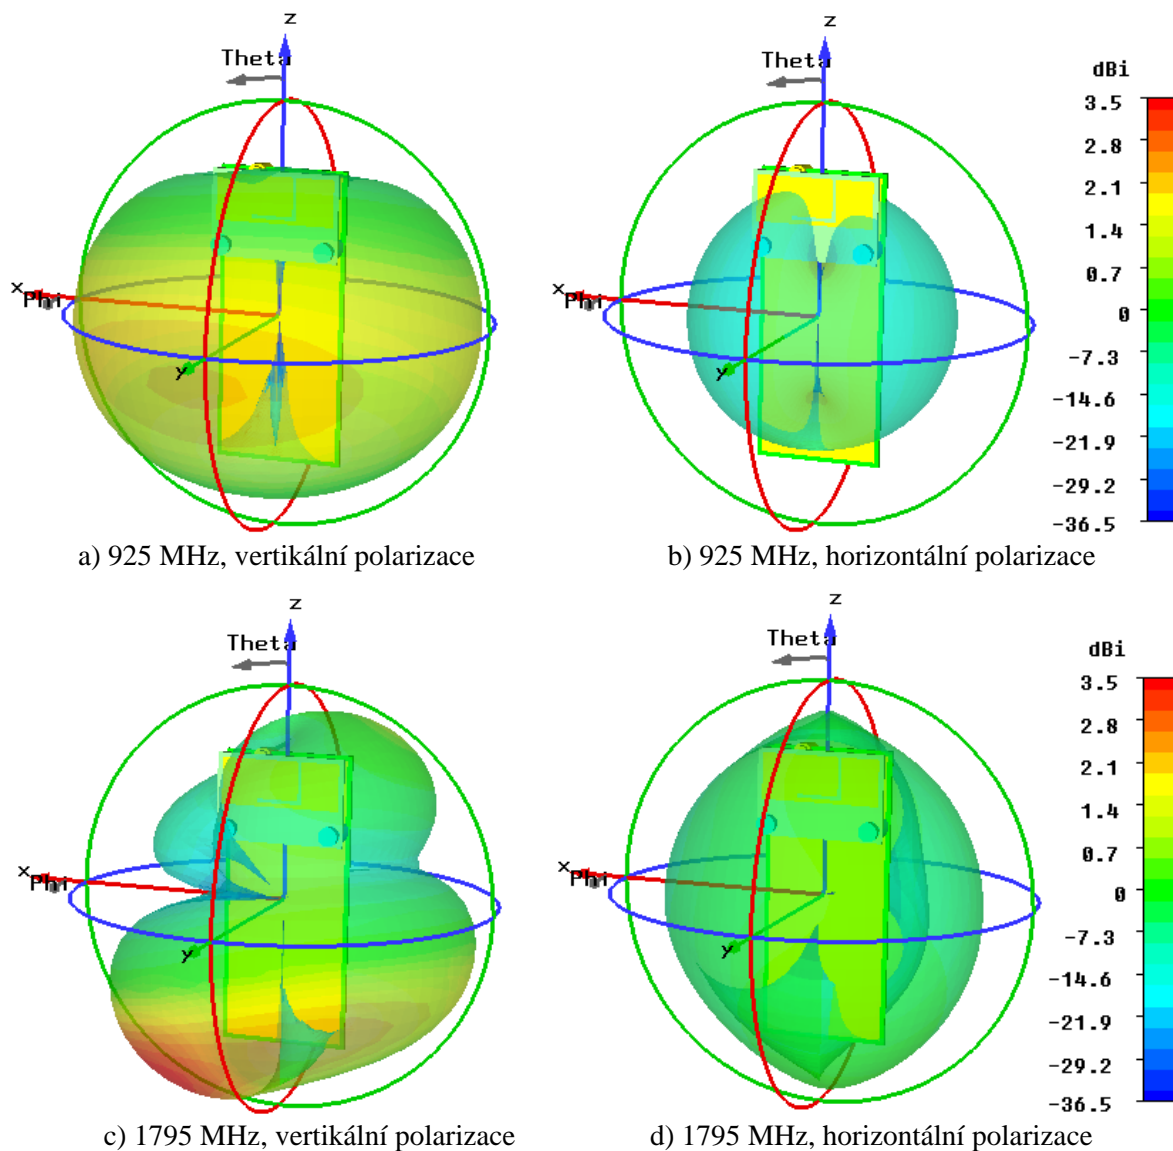 z
z
Theta
Theta
dBi
3.5
2.8
2.1
1.4
0.7
0
-7.3
-14.6
-21.9
-29.2
-36.5
x
Phi
y
x
Phi
y
a) 925 MHz, vertikální polarizace
b) 925 MHz, horizontální polarizace
z
z
Theta
Theta
dBi
3.5
2.8
2.1
1.4
0.7
0
-7.3
-14.6
-21.9
-29.2
-36.5
x
Phi
y
x
Phi
y
c) 1795 MHz, vertikální polarizace
d) 1795 MHz, horizontální polarizace